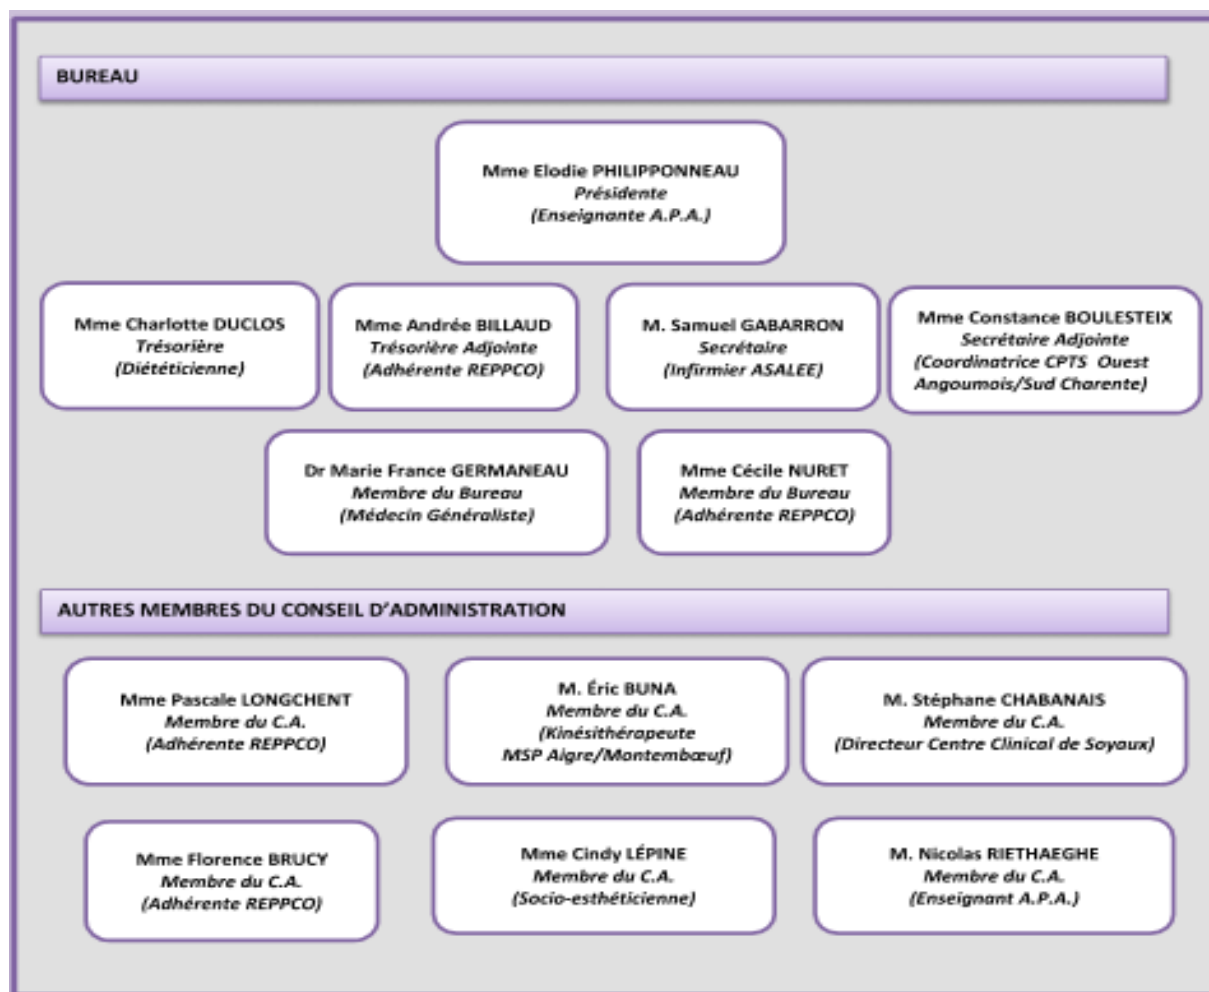 BUREAU
Mme Elodie PHILIPPONNEAU
Présidente
(Enseignante A.P.A.)
Mme Charlotte DUCLOS
Trésorière
(Diététicienne)
Mme Andrée BILLAUD
Trésorière Adjointe
(Adhérente REPPCO)
M. Samuel GABARRON
Secrétaire
(Infirmier ASALEE)
Mme Constance BOULESTEIX
Secrétaire Adjointe
(Coordinatrice CPTS Ouest
Angoumois/Sud Charente)
Dr Marie France GERMANEAU
Membre du Bureau
(Médecin Généraliste)
Mme Cécile NURET
Membre du Bureau
(Adhérente REPPCO)
AUTRES MEMBRES DU CONSEIL D’ADMINISTRATION
Mme Pascale LONGCHENT
Membre du C.A.
(Adhérente REPPCO)
M. Éric BUNA
Membre du C.A.
(Kinésithérapeute
MSP Aigre/Montembœuf)
M. Stéphane CHABANAIS
Membre du C.A.
(Directeur Centre Clinical de Soyaux)
Mme Florence BRUCY
Membre du C.A.
(Adhérente REPPCO)
Mme Cindy LÉPINE
Membre du C.A.
(Socio-esthéticienne)
M. Nicolas RIETHAEGHE
Membre du C.A.
(Enseignant A.P.A.)